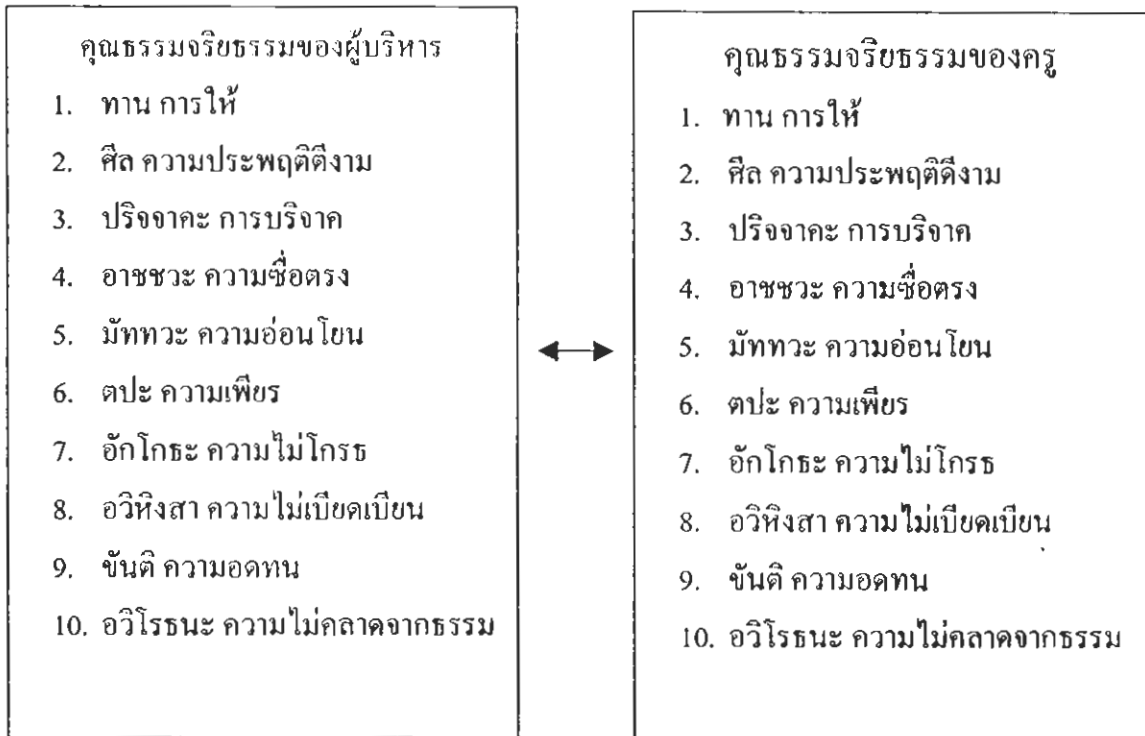 คุณธรรมจริยธรรมของผู้บริหาร
1. ทาน การให้
2. ศีล ความประพฤติดีงาม
3. ปริจจาคะ การบริจาค
4. อาชชวะ ความซื่อตรง
5. มัททวะ ความอ่อนโยน
6. ตปะ ความเพียร
7. อักโกธะ ความไม่โกรธ
8. อวิหิงสา ความไม่เบียดเบียน
9. ขันติ ความอดทน
10. อวิโรธนะ ความไม่คลาดจากธรรม
คุณธรรมจริยธรรมของครู
1. ทาน การให้
2. ศีล ความประพฤติดีงาม
3. ปริจจาคะ การบริจาค
4. อาชชวะ ความซื่อตรง
5. มัททวะ ความอ่อนโยน
6. ตปะ ความเพียร
7. อักโกธะ ความไม่โกรธ
8. อวิหิงสา ความไม่เบียดเบียน
9. ขันติ ความอดทน
10. อวิโรธนะ ความไม่คลาดจากธรรม